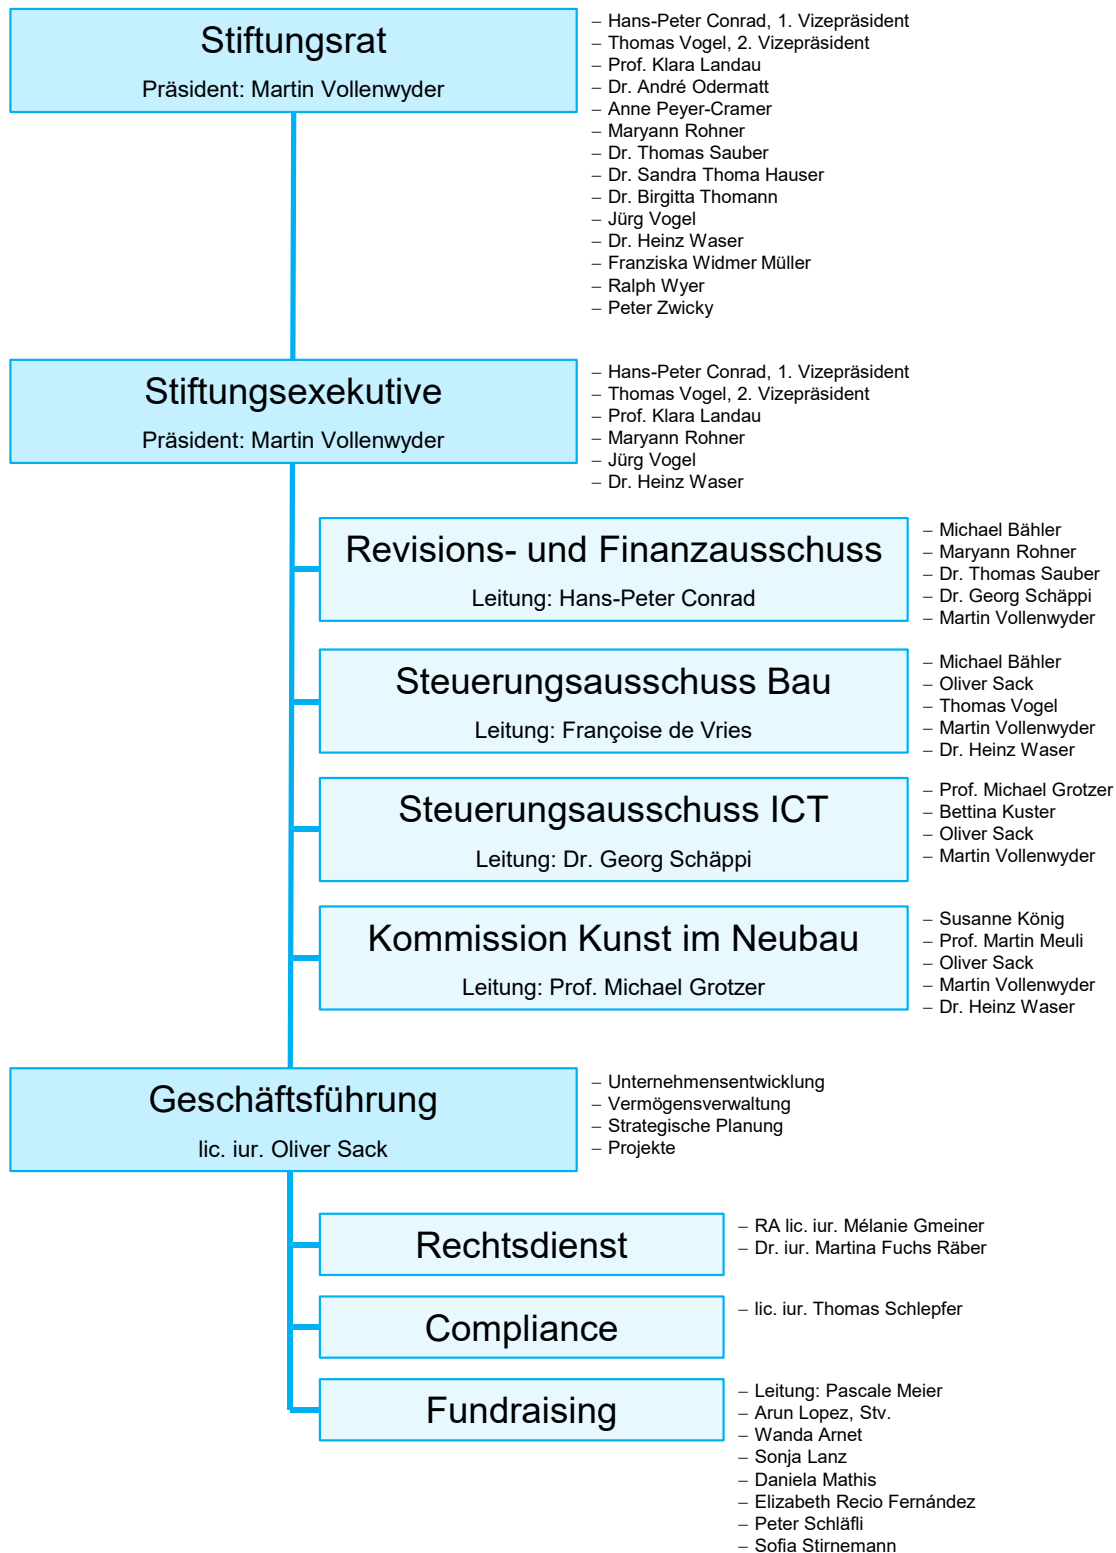 Stiftungsrat
Präsident: Martin Vollenwyder
– Hans-Peter Conrad, 1. Vizepräsident
– Thomas Vogel, 2. Vizepräsident
– Prof. Klara Landau
– Dr. André Odermatt
– Anne Peyer-Cramer
– Maryann Rohner
– Dr. Thomas Sauber
– Dr. Sandra Thoma Hauser
– Dr. Birgitta Thomann
– Jürg Vogel
– Dr. Heinz Waser
– Franziska Widmer Müller
– Ralph Wyer
– Peter Zwicky
Stiftungsexekutive
Präsident: Martin Vollenwyder
– Hans-Peter Conrad, 1. Vizepräsident
– Thomas Vogel, 2. Vizepräsident
– Prof. Klara Landau
– Maryann Rohner
– Jürg Vogel
– Dr. Heinz Waser
Revisions- und Finanzausschuss
Leitung: Hans-Peter Conrad
– Michael Bähler
– Maryann Rohner
– Dr. Thomas Sauber
– Dr. Georg Schäppi
– Martin Vollenwyder
Steuerungsausschuss Bau
Leitung: Françoise de Vries
– Michael Bähler
– Oliver Sack
– Thomas Vogel
– Martin Vollenwyder
– Dr. Heinz Waser
Steuerungsausschuss ICT
Leitung: Dr. Georg Schäppi
– Prof. Michael Grotzer
– Bettina Kuster
– Oliver Sack
– Martin Vollenwyder
Kommission Kunst im Neubau
Leitung: Prof. Michael Grotzer
– Susanne König
– Prof. Martin Meuli
– Oliver Sack
– Martin Vollenwyder
– Dr. Heinz Waser
Geschäftsführung
lic. iur. Oliver Sack
– Unternehmensentwicklung
– Vermögensverwaltung
– Strategische Planung
– Projekte
Rechtsdienst
– RA lic. iur. Mélanie Gmeiner
– Dr. iur. Martina Fuchs Räber
Compliance
– lic. iur. Thomas Schlepfer
Fundraising
– Leitung: Pascale Meier
– Arun Lopez, Stv.
– Wanda Arnet
– Sonja Lanz
– Daniela Mathis
– Elizabeth Recio Fernández
– Peter Schläfli
– Sofia Stirnemann